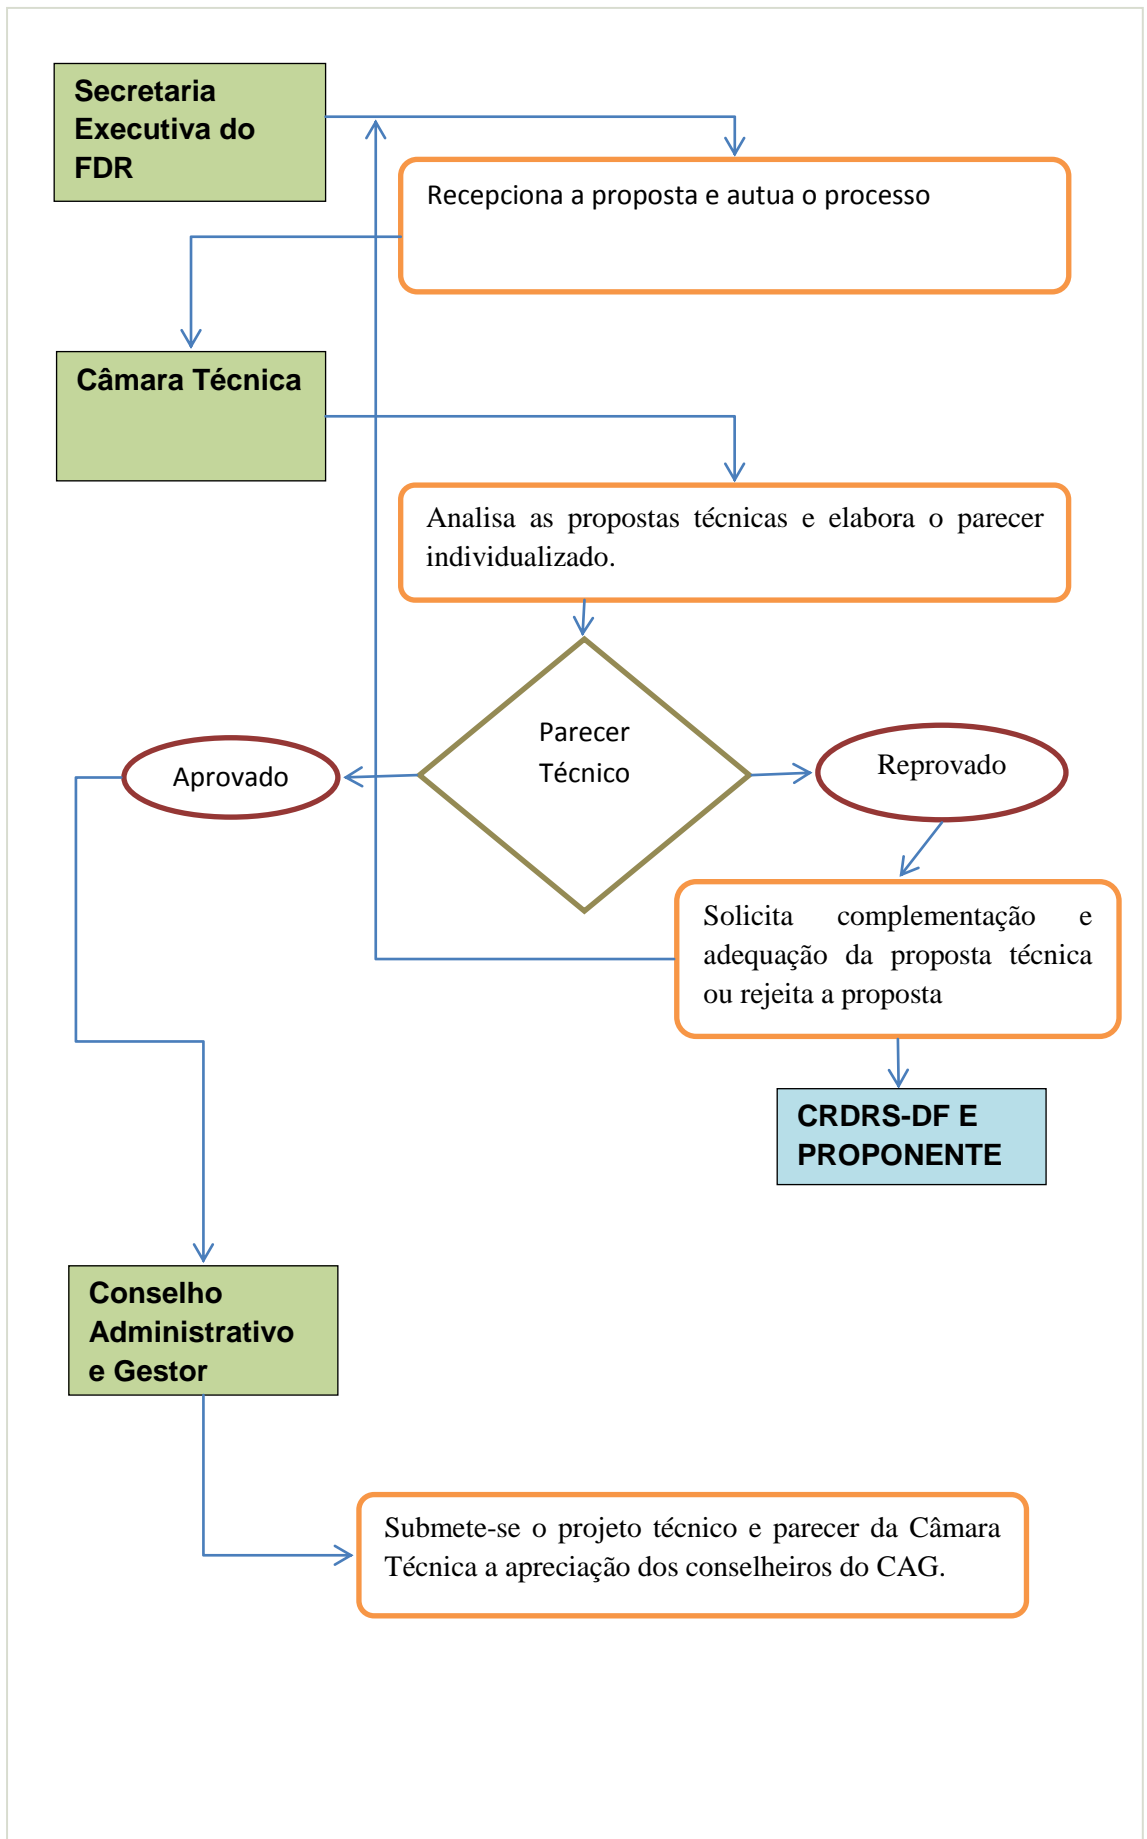 Secretaria
Executiva do
FDR
Recepciona a proposta e autua o processo
Câmara Técnica
Analisa as propostas técnicas e elabora o parecer
individualizado.
Parecer
Técnico
Aprovado
Reprovado
Solicita complementação e
adequação da proposta técnica
ou rejeita a proposta
CRDRS-DF E
PROPONENTE
Conselho
Administrativo
e Gestor
Submete-se o projeto técnico e parecer da Câmara
Técnica a apreciação dos conselheiros do CAG.